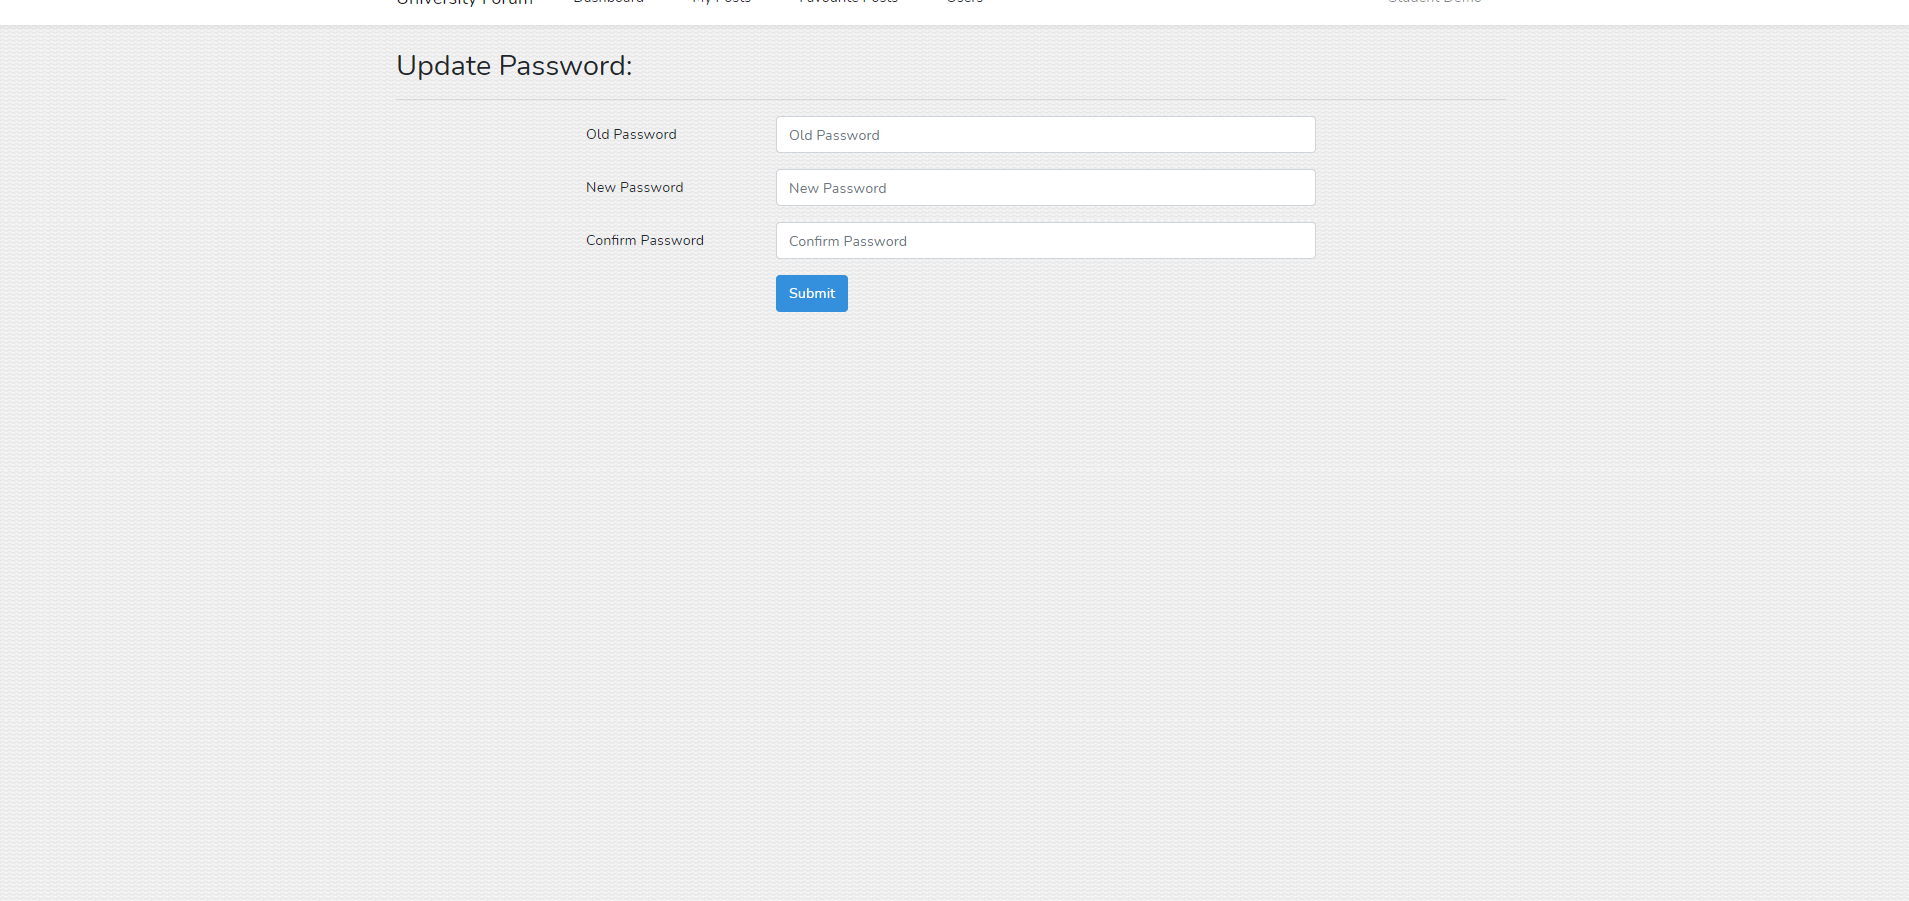 University Forum Dashboard My Posts Favourite Posts Users Student Demo
Update Password:
Old Password Old Password
New Password New Password
Confirm Password Confirm Password
Submit